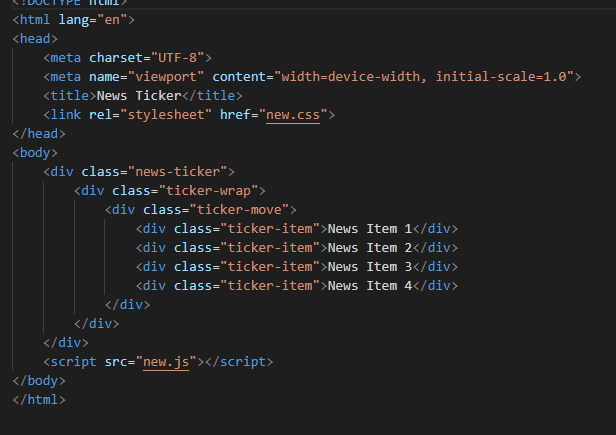 <!DOCTYPE html>
<html lang="en">
<head>
    <meta charset="UTF-8">
    <meta name="viewport" content="width=device-width, initial-scale=1.0">
    <title>News Ticker</title>
    <link rel="stylesheet" href="new.css">
</head>
<body>
    <div class="news-ticker">
        <div class="ticker-wrap">
            <div class="ticker-move">
                <div class="ticker-item">News Item 1</div>
                <div class="ticker-item">News Item 2</div>
                <div class="ticker-item">News Item 3</div>
                <div class="ticker-item">News Item 4</div>
            </div>
        </div>
    </div>
    <script src="new.js"></script>
</body>
</html>